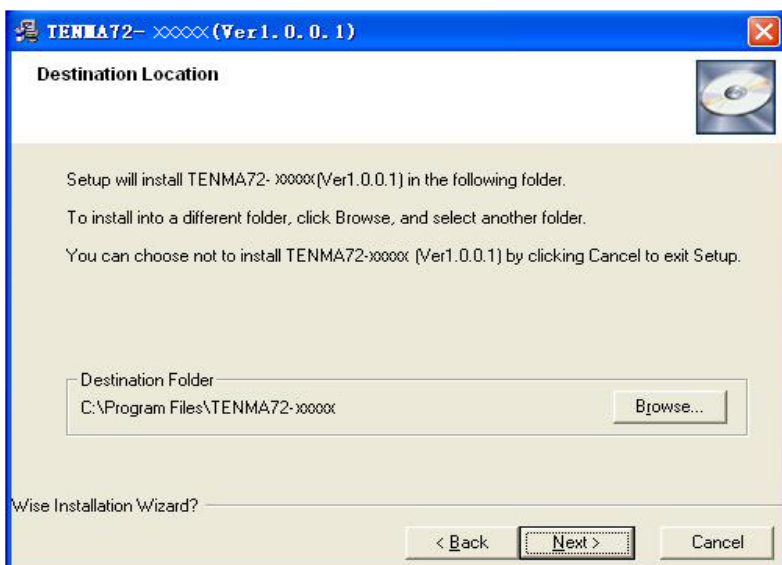 TENMA72- xxxxx(Ver1.0.0.1)
Destination Location
Setup will install TENMA72- xxxxx(Ver1.0.0.1) in the following folder.
To install into a different folder, click Browse, and select another folder.
You can choose not to install TENMA72-xxxxx (Ver1.0.0.1) by clicking Cancel to exit Setup.
Destination Folder
C:\Program Files\TENMA72-xxxxx
Browse...
Wise Installation Wizard?
< Back
Next >
Cancel